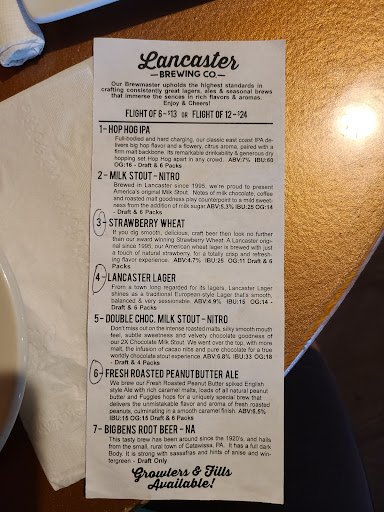 Lancaster
BREWING CO.
Our Brewmaster upholds the highest standards in
crafting consistently great lagers, ales & seasonal brews
that immerse the sences in rich flavors & aromas.
Enjoy & Cheers!
FLIGHT OF 6 - $13 OR FLIGHT OF 12 - $24
1 - HOP HOG IPA
Full-bodied and hard charging, our classic east coast IPA de-
livers big hop flavor and a flowery, citrus aroma, paired with a
firm malt backbone. Its remarkable drinkability & generous dry
hopping set Hop Hog apart in any crowd. ABV:7% IBU:60
OG:16 - Draft & 6 Packs
2 - MILK STOUT - NITRO
Brewed in Lancaster since 1995, we're proud to present
America's original Milk Stout. Notes of milk chocolate, coffee
and roasted malt goodness play counterpoint to a mild sweet-
ness from the addition of milk sugar ABV:5.3% IBU:25 OG:14
- Draft & 6 Packs
3 - STRAWBERRY WHEAT
If you dig smooth, delicious, craft beer then look no further
than our award winning Strawberry Wheat. A Lancaster origi-
nal since 1995, our American wheat lager is brewed with just
a touch of natural strawberry, for a totally crisp and refresh-
ing flavor experience. ABV:4.7% IBU:25 OG:11 Draft & 6
Packs
4 - LANCASTER LAGER
From a town long regarded for its lagers, Lancaster Lager
shines as a traditional European-style Lager that's smooth,
balanced & very sessionable. ABV:4.9% IBU:15 OG:14 -
Draft & 6 Packs
5 - DOUBLE CHOC. MILK STOUT - NITRO
Don't miss out on the intense roasted malts, silky smooth mouth
feel, subtle sweetness and velvety chocolate goodness of
our 2X Chocolate Milk Stout. We went over the top, with more
malt, the infusion of cacao nibs and pure chocolate for a true
worldly chocolate stout experience. ABV:6.8% IBU:33 OG:18
- Draft & 4 Packs
6 - FRESH ROASTED PEANUTBUTTER ALE
We brew our Fresh Roasted Peanut Butter spiced English
style Ale with rich caramel malts, loads of all natural peanut
butter and Fuggles hops for a uniquely special brew that
delivers the unmistakable flavor and aroma of fresh roasted
peanuts, culminating in a smooth caramel finish. ABV:6.5%
IBU:15 OG:15 Draft & 6 Packs
7 - BIG BENS ROOT BEER - NA
This tasty brew has been around since the 1920's, and hails
from the small, rural town of Catawissa, PA. It has a full dark
Body. It is strong with sassafras and hints of anise and win-
tergreen - Draft Only
Growlers & Fills
Available!